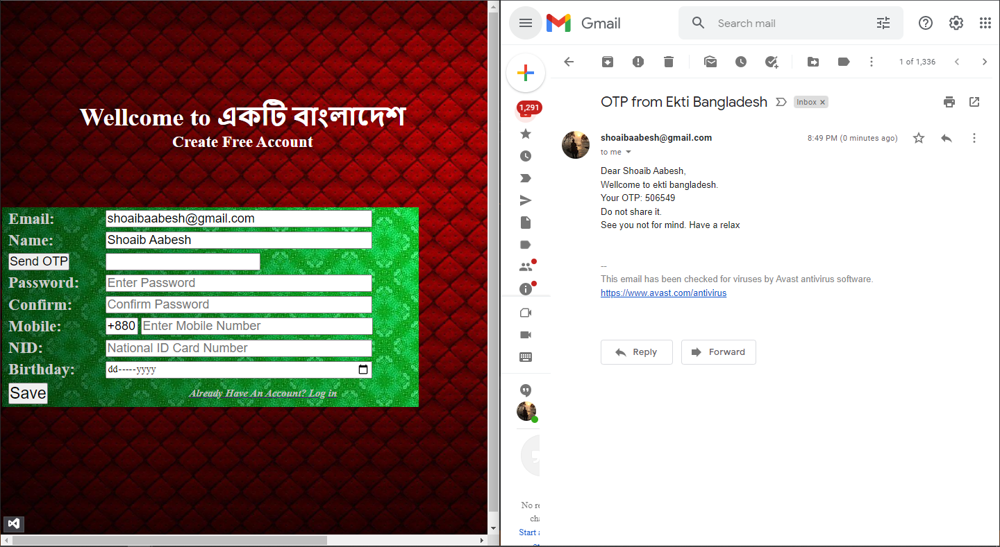 Wellcome to একটি বাংলাদেশ
Create Free Account
Email: shoaibaabesh@gmail.com
Name: Shoaib Aabesh
Send OTP
Password: Enter Password
Confirm: Confirm Password
Mobile: +880 Enter Mobile Number
NID: National ID Card Number
Birthday: dd-----yyyy
Save Already Have An Account? Log in
Gmail Search mail
1 of 1,336
OTP from Ekti Bangladesh Inbox
1,291
shoaibaabesh@gmail.com 8:49 PM (0 minutes ago)
to me
Dear Shoaib Aabesh,
Wellcome to ekti bangladesh.
Your OTP: 506549
Do not share it.
See you not for mind. Have a relax
--
This email has been checked for viruses by Avast antivirus software.
https://www.avast.com/antivirus
Reply Forward
No re
cha
Start a